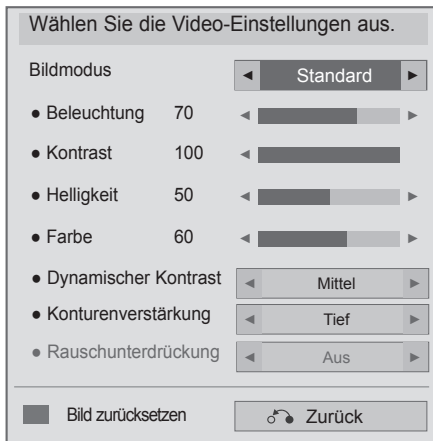 Wählen Sie die Video-Einstellungen aus.
Bildmodus ◄ Standard ►
● Beleuchtung 70 ◄ ►
● Kontrast 100 ◄
● Helligkeit 50 ◄ ►
● Farbe 60 ◄ ►
● Dynamischer Kontrast ◄ Mittel ►
● Konturenverstärkung ◄ Tief ►
● Rauschunterdrückung ◄ Aus ►
Bild zurücksetzen Zurück